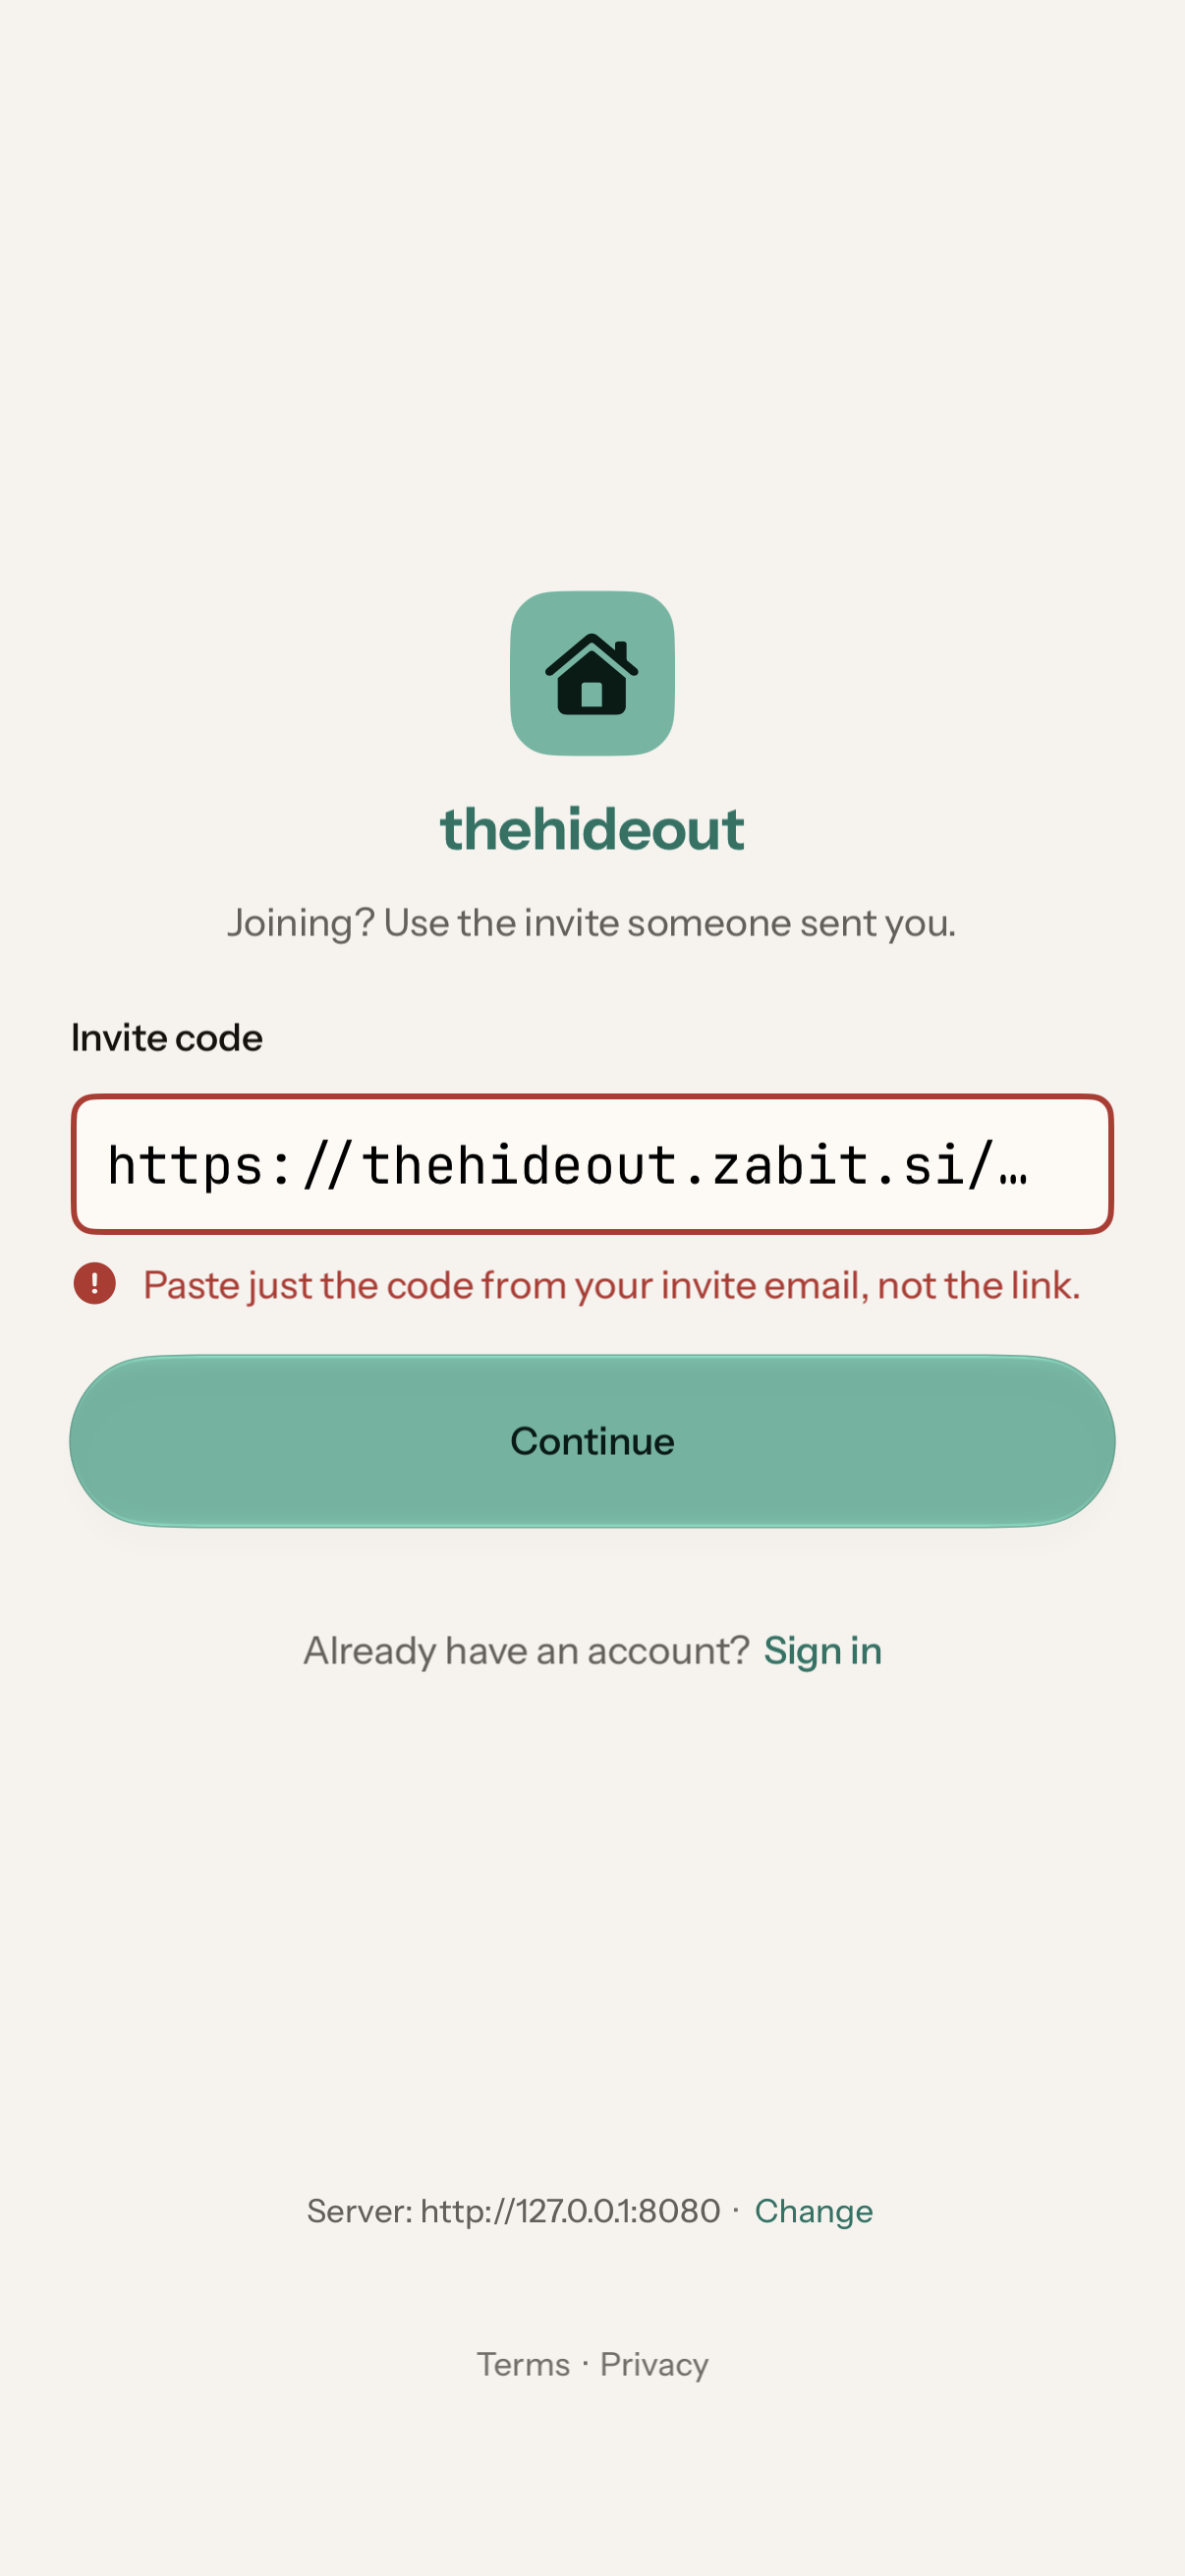 thehideout
Joining? Use the invite someone sent you.
Invite code
https://thehideout.zabit.si/…
Paste just the code from your invite email, not the link.
Continue
Already have an account? Sign in
Server: http://127.0.0.1:8080 · Change
Terms · Privacy